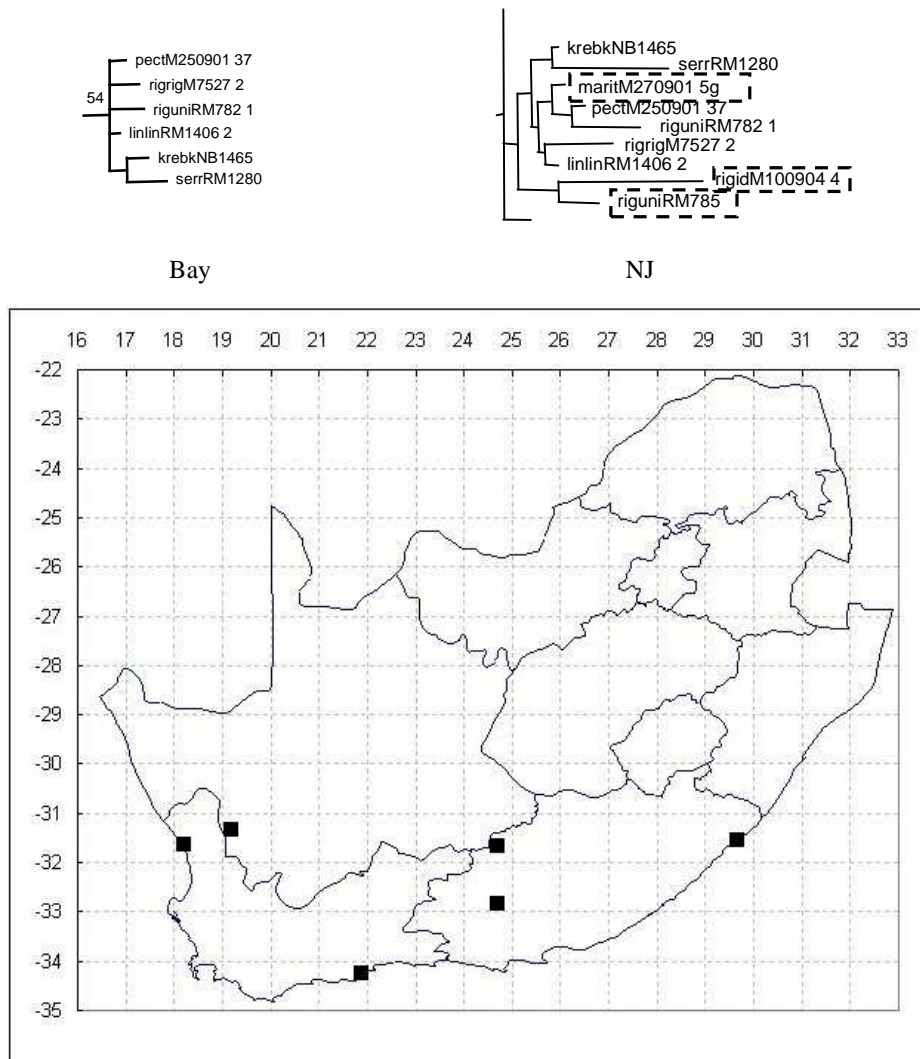 54
pectM250901 37
rigrigM7527 2
riguniRM782 1
linlinRM1406 2
krebkNB1465
serrRM1280
Bay
krebkNB1465
serrRM1280
maritM270901 5g
pectM250901 37
riguniRM782 1
rigrigM7527 2
linlinRM1406 2
rigidM100904 4
riguniRM785
NJ
16 17 18 19 20 21 22 23 24 25 26 27 28 29 30 31 32 33
-22
-23
-24
-25
-26
-27
-28
-29
-30
-31
-32
-33
-34
-35